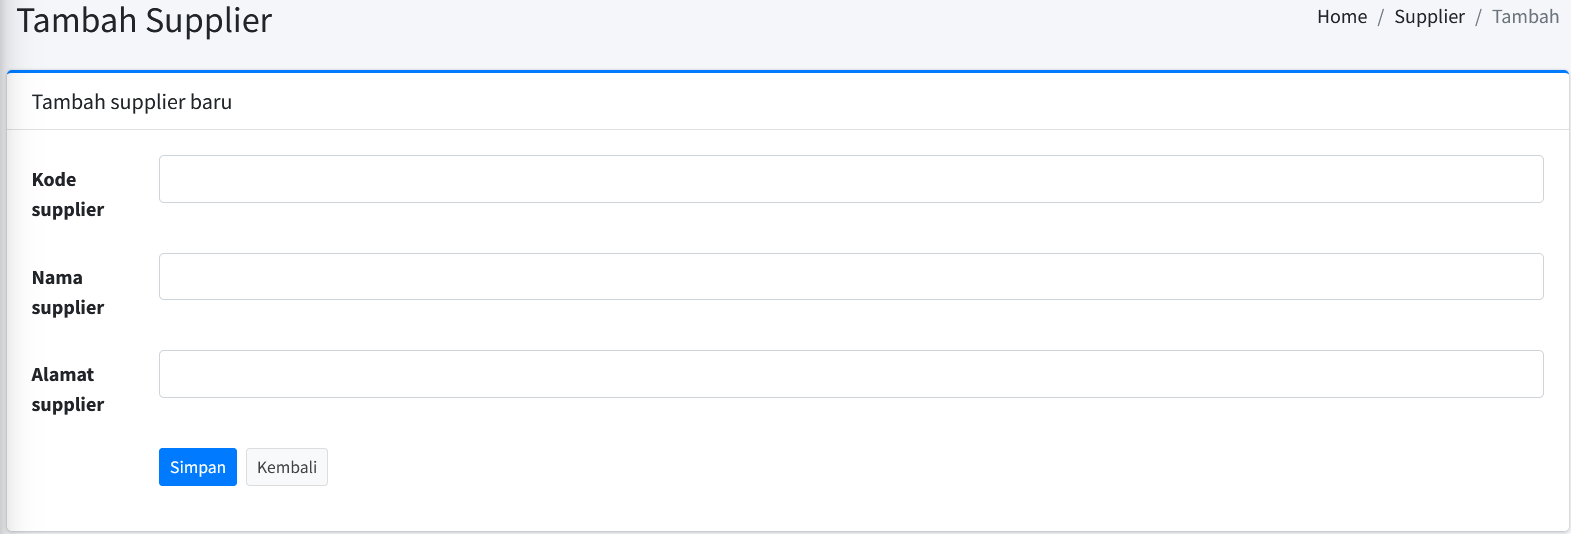 Tambah Supplier
Home / Supplier / Tambah
Tambah supplier baru
Kode
supplier
Nama
supplier
Alamat
supplier
Simpan
Kembali